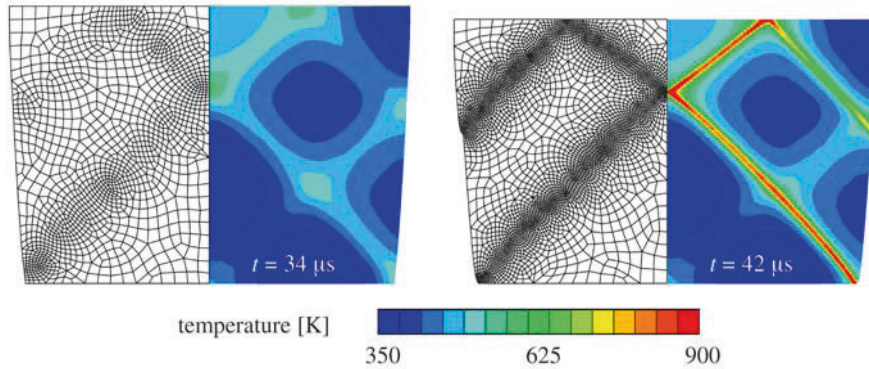 t = 34 μs
t = 42 μs
temperature [K]
350 625 900